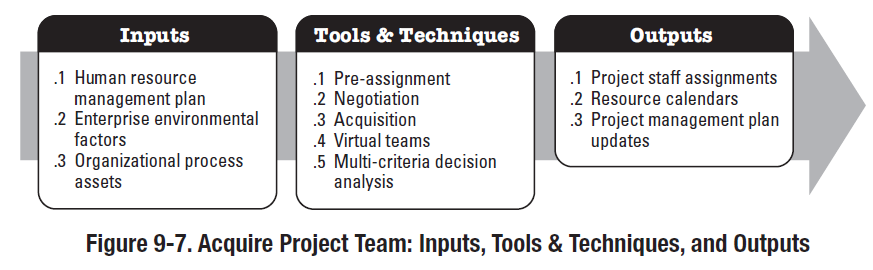 Inputs
.1 Human resource
management plan
.2 Enterprise environmental
factors
.3 Organizational process
assets
Tools & Techniques
.1 Pre-assignment
.2 Negotiation
.3 Acquisition
.4 Virtual teams
.5 Multi-criteria decision
analysis
Outputs
.1 Project staff assignments
.2 Resource calendars
.3 Project management plan
updates
Figure 9-7. Acquire Project Team: Inputs, Tools & Techniques, and Outputs